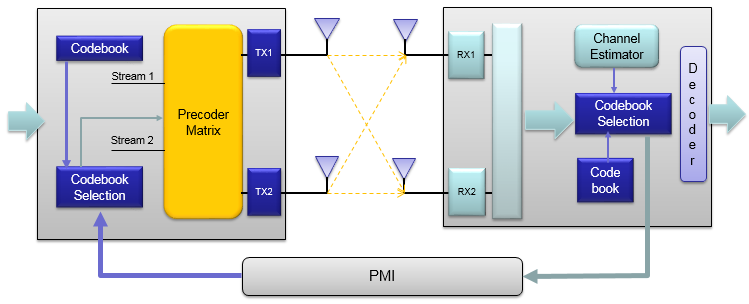 Codebook
Stream 1
Stream 2
Codebook
Selection
Precoder
Matrix
TX1
TX2
RX1
RX2
Channel
Estimator
Codebook
Selection
Code
book
Decoder
PMI